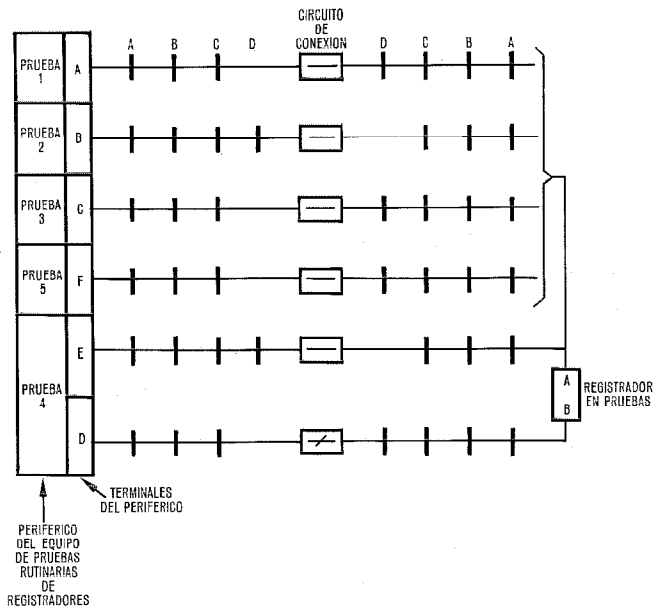 CIRCUITO
DE
CONEXION
A B C D D C B A
PRUEBA
1
A
PRUEBA
2
B
PRUEBA
3
C
PRUEBA
5
F
PRUEBA
4
E
D
A
B
REGISTRADOR
EN PRUEBAS
TERMINALES
DEL PERIFERICO
PERIFERICO
DEL EQUIPO
DE PRUEBAS
RUTINARIAS
DE
REGISTRADORES